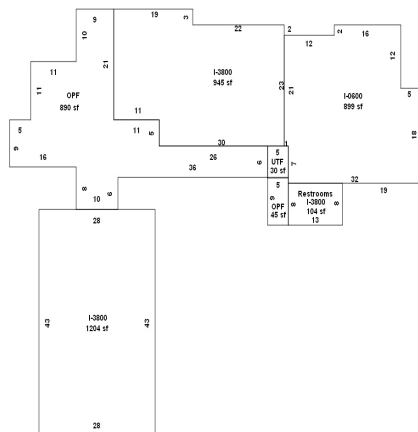 9
19
3
22
2
12
2
16
12
5
10
21
I-3800
945 sf
23
21
I-0600
899 sf
18
11
OPF
890 sf
11
11
11
5
5
9
16
30
26
36
6
5
UTF
30 sf
7
32
19
8
10
6
5
9
OPF
45 sf
Restrooms
I-3800
104 sf
8
8
13
28
43
I-3800
1204 sf
43
28